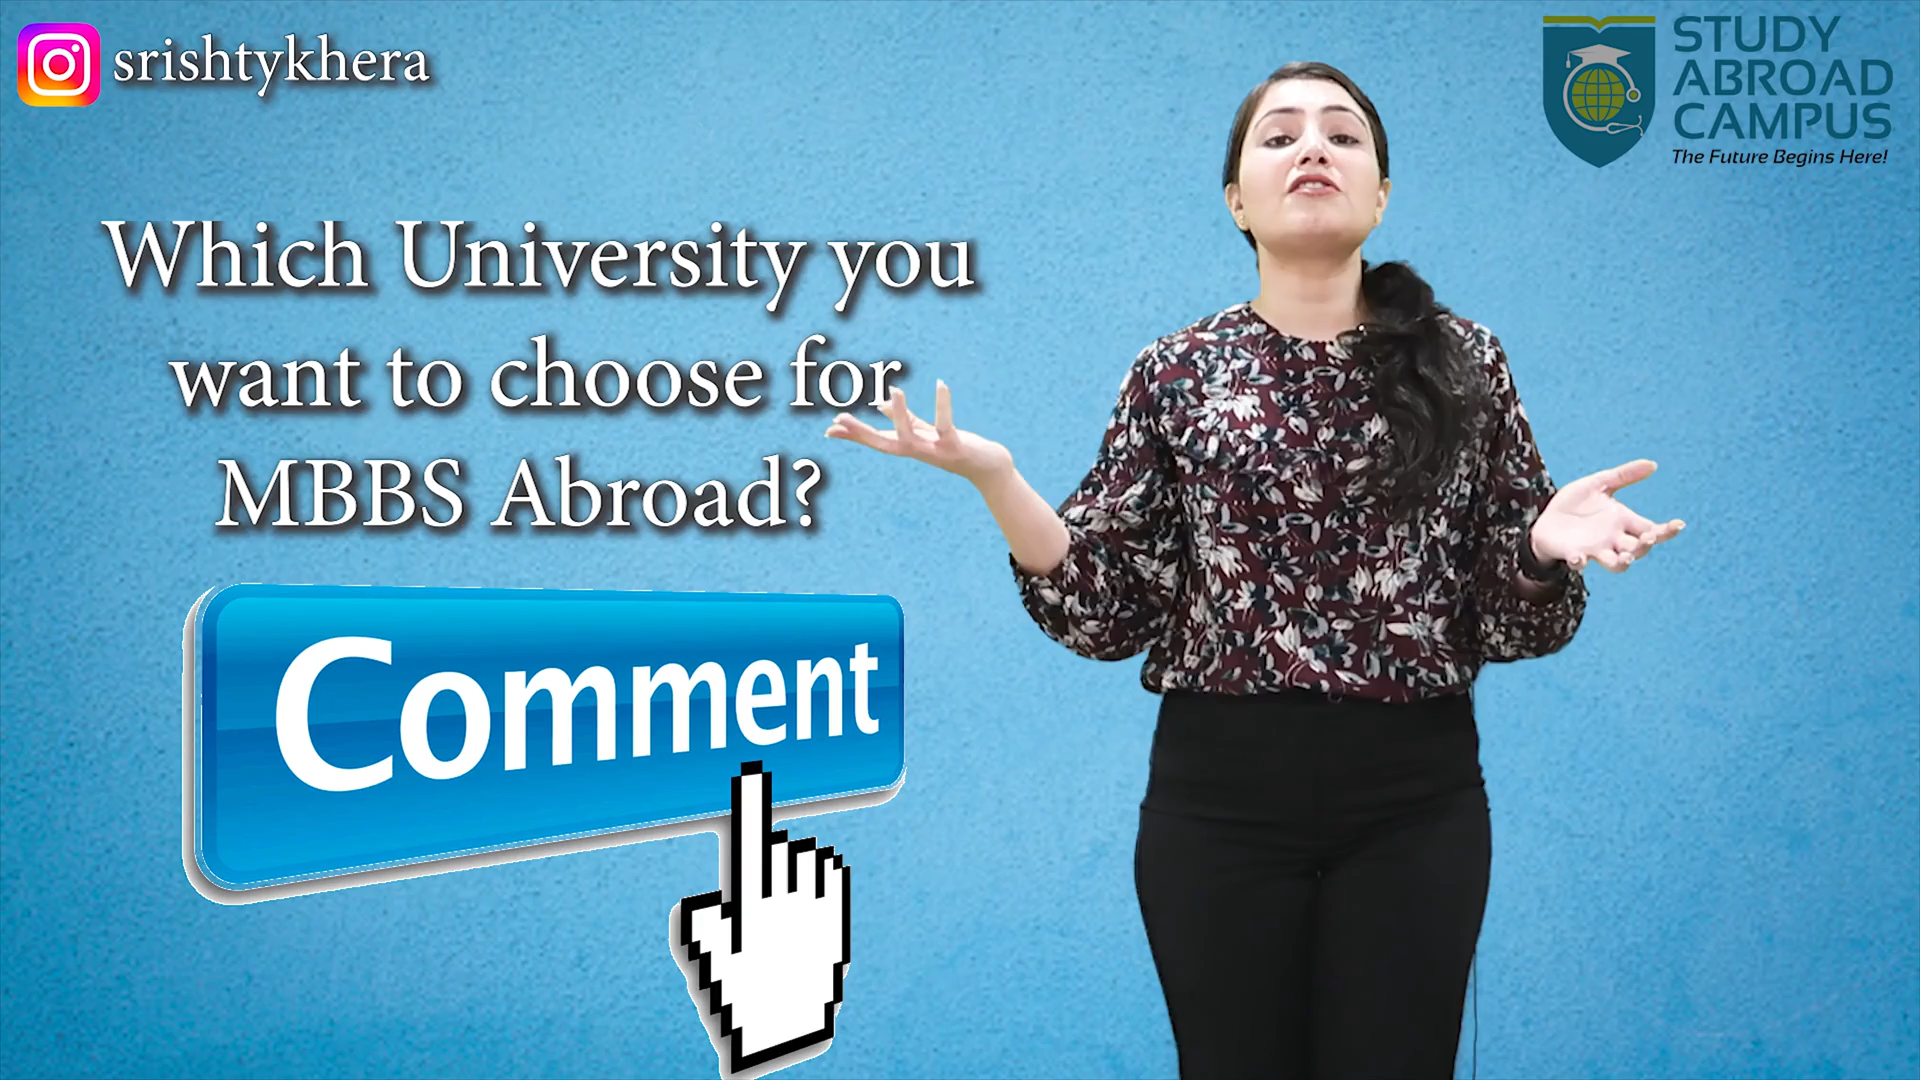 srishtykhera
STUDY
ABROAD
CAMPUS
The Future Begins Here!
Which University you
want to choose for
MBBS Abroad?
Comment